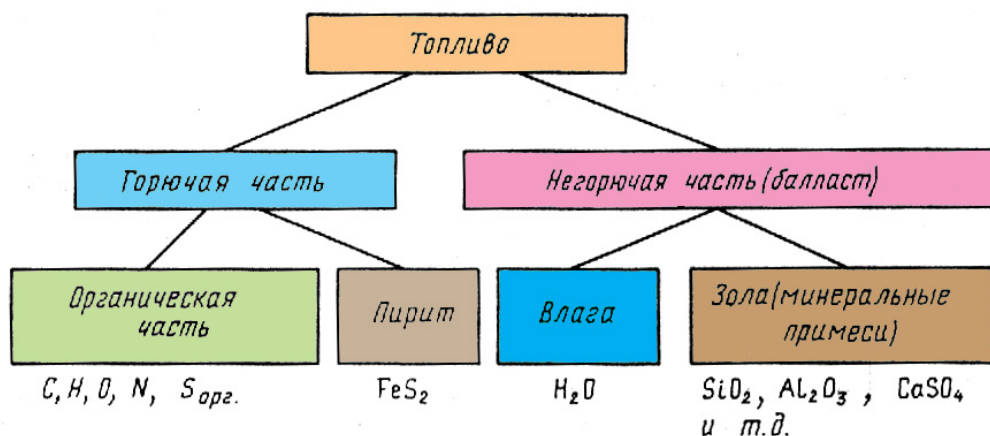 Топливо
Горючая часть
Негорючая часть (балласт)
Органическая
часть
Пирит
Влага
Зола (минеральные
примеси)
C, H, O, N, Sорг.
FeS₂
H₂O
SiO₂, Al₂O₃, CaSO₄
и т.д.